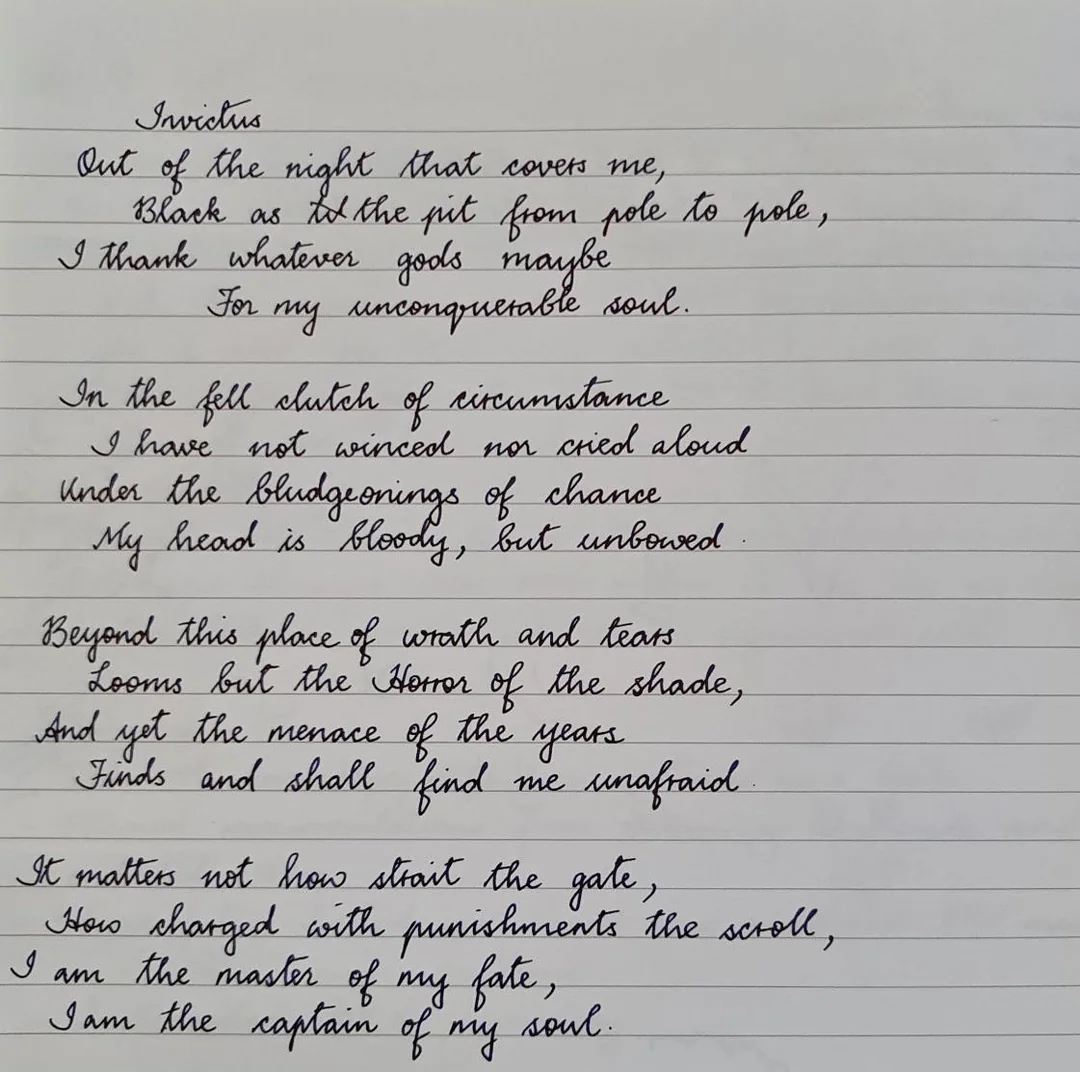 Invictus
Out of the night that covers me,
Black as the pit from pole to pole,
I thank whatever gods maybe
For my unconquerable soul.
In the fell clutch of circumstance
I have not winced nor cried aloud
Under the bludgeonings of chance
My head is bloody, but unbowed.
Beyond this place of wrath and tears
Looms but the Horror of the shade,
And yet the menace of the years
Finds and shall find me unafraid.
It matters not how strait the gate,
How charged with punishments the scroll,
I am the master of my fate,
I am the captain of my soul.